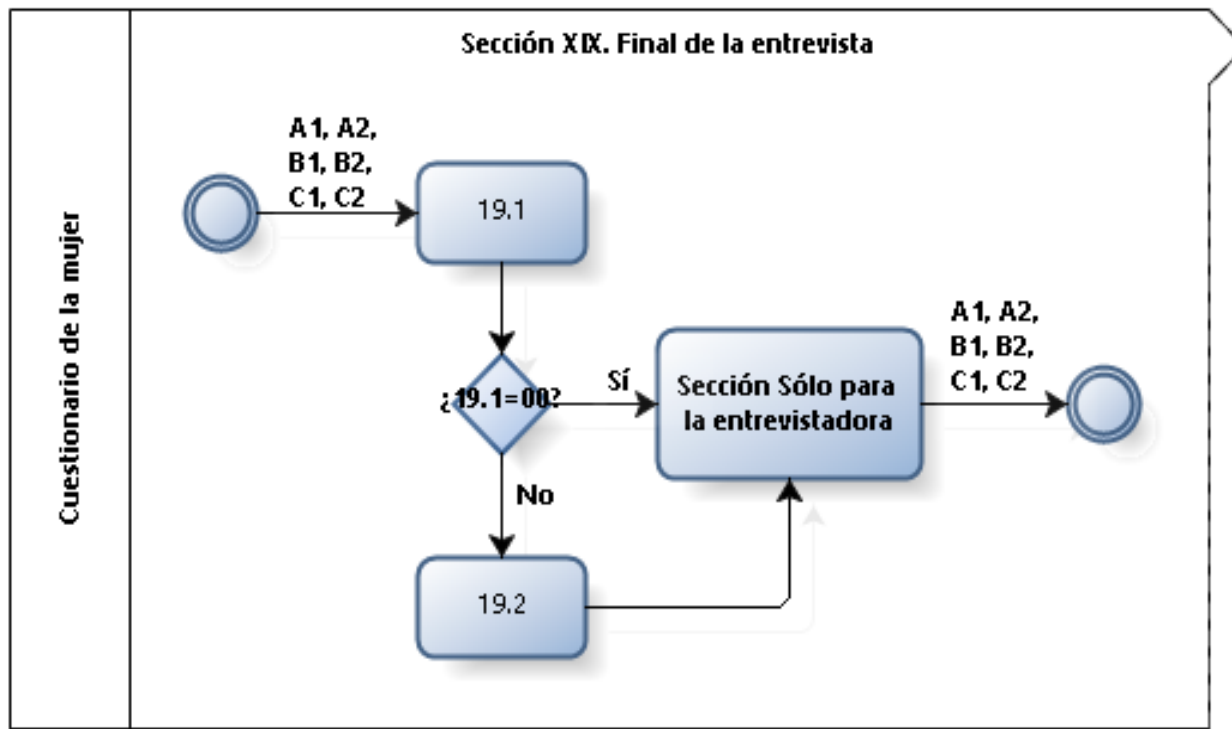 Sección XIX. Final de la entrevista
Cuestionario de la mujer
A1, A2,
B1, B2,
C1, C2
19.1
¿19.1=00?
Sí
No
Sección Sólo para
la entrevistadora
A1, A2,
B1, B2,
C1, C2
19.2